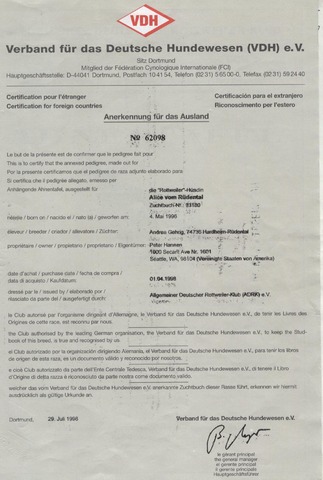 VDH
Verband für das Deutsche Hundewesen (VDH) e.V.
Sitz Dortmund
Mitglied der Fédération Cynologique Internationale (FCI)
Hauptgeschäftsstelle: D-44041 Dortmund, Postfach 10 41 54, Telefon (02 31) 5 65 00-0, Telefax (02 31) 59 24 40
Certification pour l'étranger
Certification for foreign countries
Certificación para el extranjero
Riconoscimento per l'estero
Anerkennung für das Ausland
No 62098
Le but de la présente est de confirmer que le pedigree fait pour
This is to certify that the annexed pedigree, made out for
Por la presente certificamos que el pedigree de raza adjunto elaborado para:
Si certifica che il pedigree allegato, emesso per
Anhängende Ahnentafel, ausgestellt für
die "Rottweiler"-Hündin
Alice vom Rüdental
Zuchtbuch-Nr.
née/né / born on / nacido el / nato (a) / geworfen am:
4. Mai 1996
éleveur / breeder / criador / allevatore / Züchter:
Andrea Gehrig, 74736 Hardheim-Rüdental
propriétaire / owner / propietario / proprietario / Eigentümer:
Peter Hannen
Seattle, WA, 98104 (Vereinigte Staaten von Amerika)
date d'achat / purchase date / fecha de compra /
data di acquisto / Kaufdatum:
01.04.1998
dressé par le / issued by / elaborado por /
rilasciato da parte del / ausgefertigt durch:
Allgemeiner Deutscher Rottweiler-Klub (ADRK) e.V.
le Club autorisé par l'organisme dirigeant d'Allemagne, le Verband für das Deutsche Hundewesen e.V., de tenir les Livres des
Origines de cette race, est reconnu par nous.
the Club authorised by the leading German organisation, the Verband für das Deutsche Hundewesen e.V., to keep the Stud-
book of this breed, is true and recognised by us.
el Club autorizado por la organización dirigente Alemania, el Verband für das Deutsche Hundewesen e.V., para tenir los libros
de origen de esta raza, es un documento válido y reconocido por nosotros.
e cioè Club autorizado da parte dell'Ente Centrale Tedesca, Verband für das Deutsche Hundewesen e.V., di tenere il Libro
d'Origine di detta razza è riconosciuto da parte nostra come documento valido.
welcher das vom Verband für das Deutsche Hundewesen e.V. anerkannte Zuchtbuch dieser Rasse führt, erkennen wir hiermit
ausdrücklich als gültige Urkunde an.
Dortmund,
29. Juli 1998
Verband für das Deutsche Hundewesen e.V.
le gérant principal
the general manager
el gerente principal
il gerente principale
Hauptgeschäftsführer